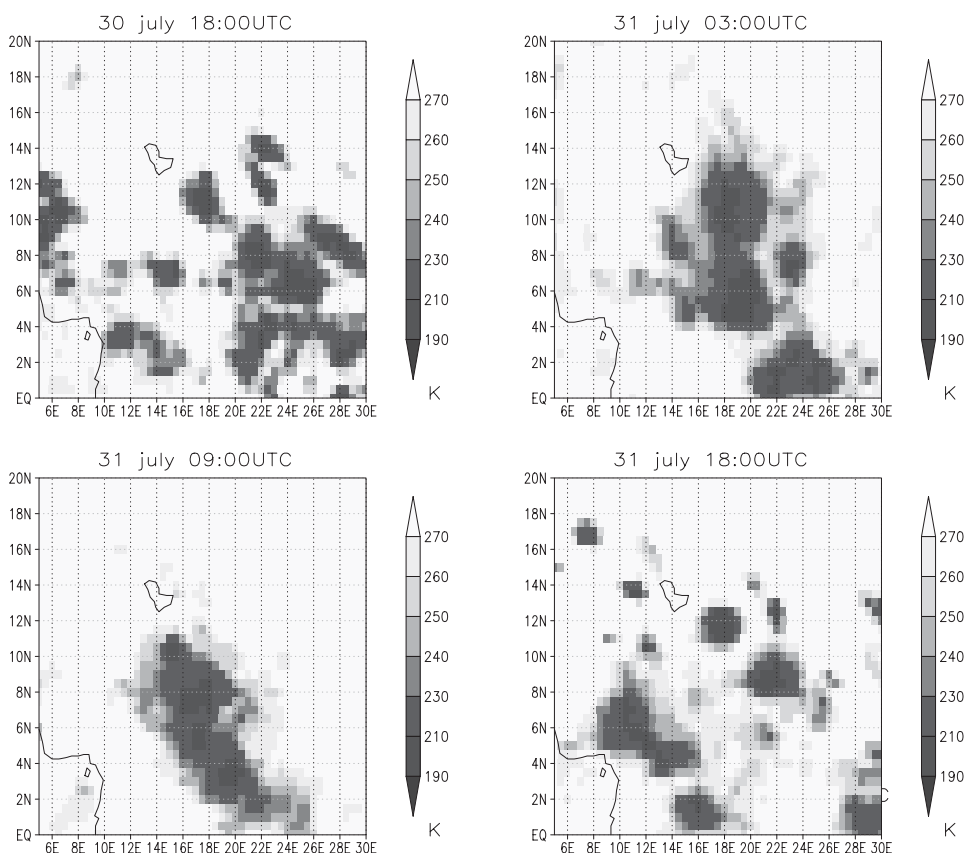 30 july 18:00UTC
20N
18N
16N
14N
12N
10N
8N
6N
4N
2N
EQ
6E 8E 10E 12E 14E 16E 18E 20E 22E 24E 26E 28E 30E
270
260
250
240
230
210
190
K
31 july 03:00UTC
20N
18N
16N
14N
12N
10N
8N
6N
4N
2N
EQ
6E 8E 10E 12E 14E 16E 18E 20E 22E 24E 26E 28E 30E
270
260
250
240
230
210
190
K
31 july 09:00UTC
20N
18N
16N
14N
12N
10N
8N
6N
4N
2N
EQ
6E 8E 10E 12E 14E 16E 18E 20E 22E 24E 26E 28E 30E
270
260
250
240
230
210
190
K
31 july 18:00UTC
20N
18N
16N
14N
12N
10N
8N
6N
4N
2N
EQ
6E 8E 10E 12E 14E 16E 18E 20E 22E 24E 26E 28E 30E
270
260
250
240
230
210
190
K